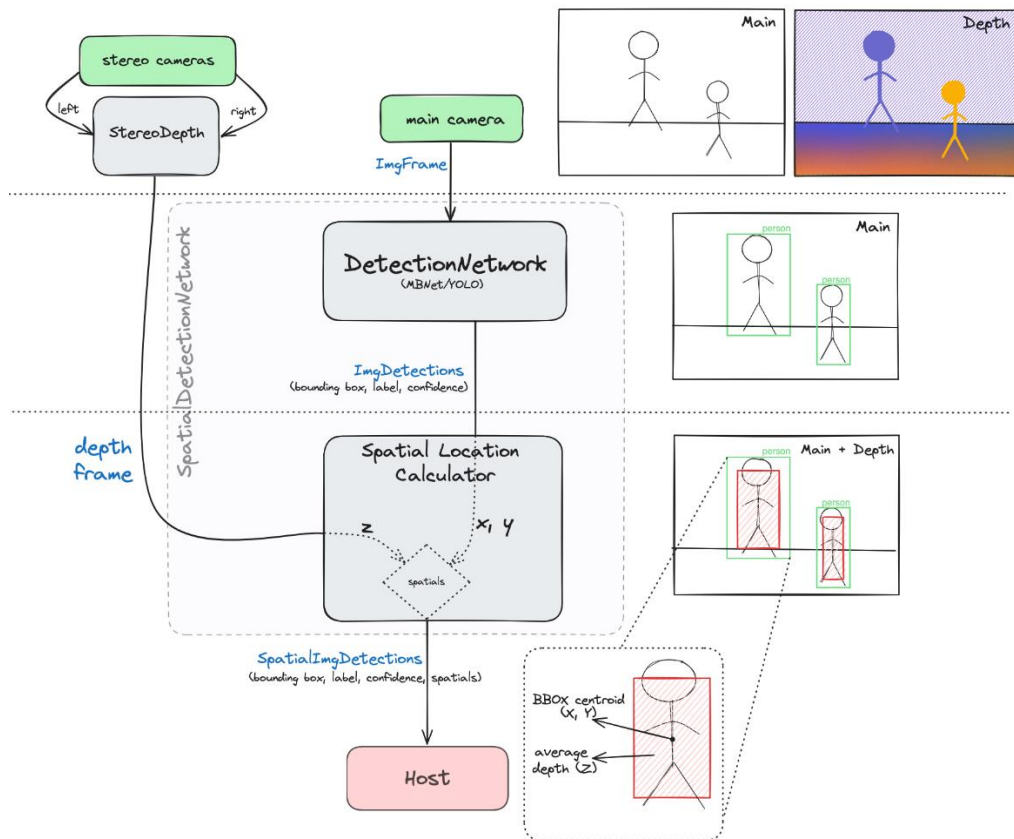 stereo cameras
left
right
StereoDepth
main camera
ImgFrame
Main
Depth
SpatialDetectionNetwork
DetectionNetwork
(MBNet/YOLO)
person
Main
ImgDetections
(bounding box, label, confidence)
depth
frame
Spatial Location
Calculator
z
x, y
spatials
person
Main + Depth
SpatialImgDetections
(bounding box, label, confidence, spatials)
BBOX centroid
(X, Y)
average
depth (Z)
Host
person
person